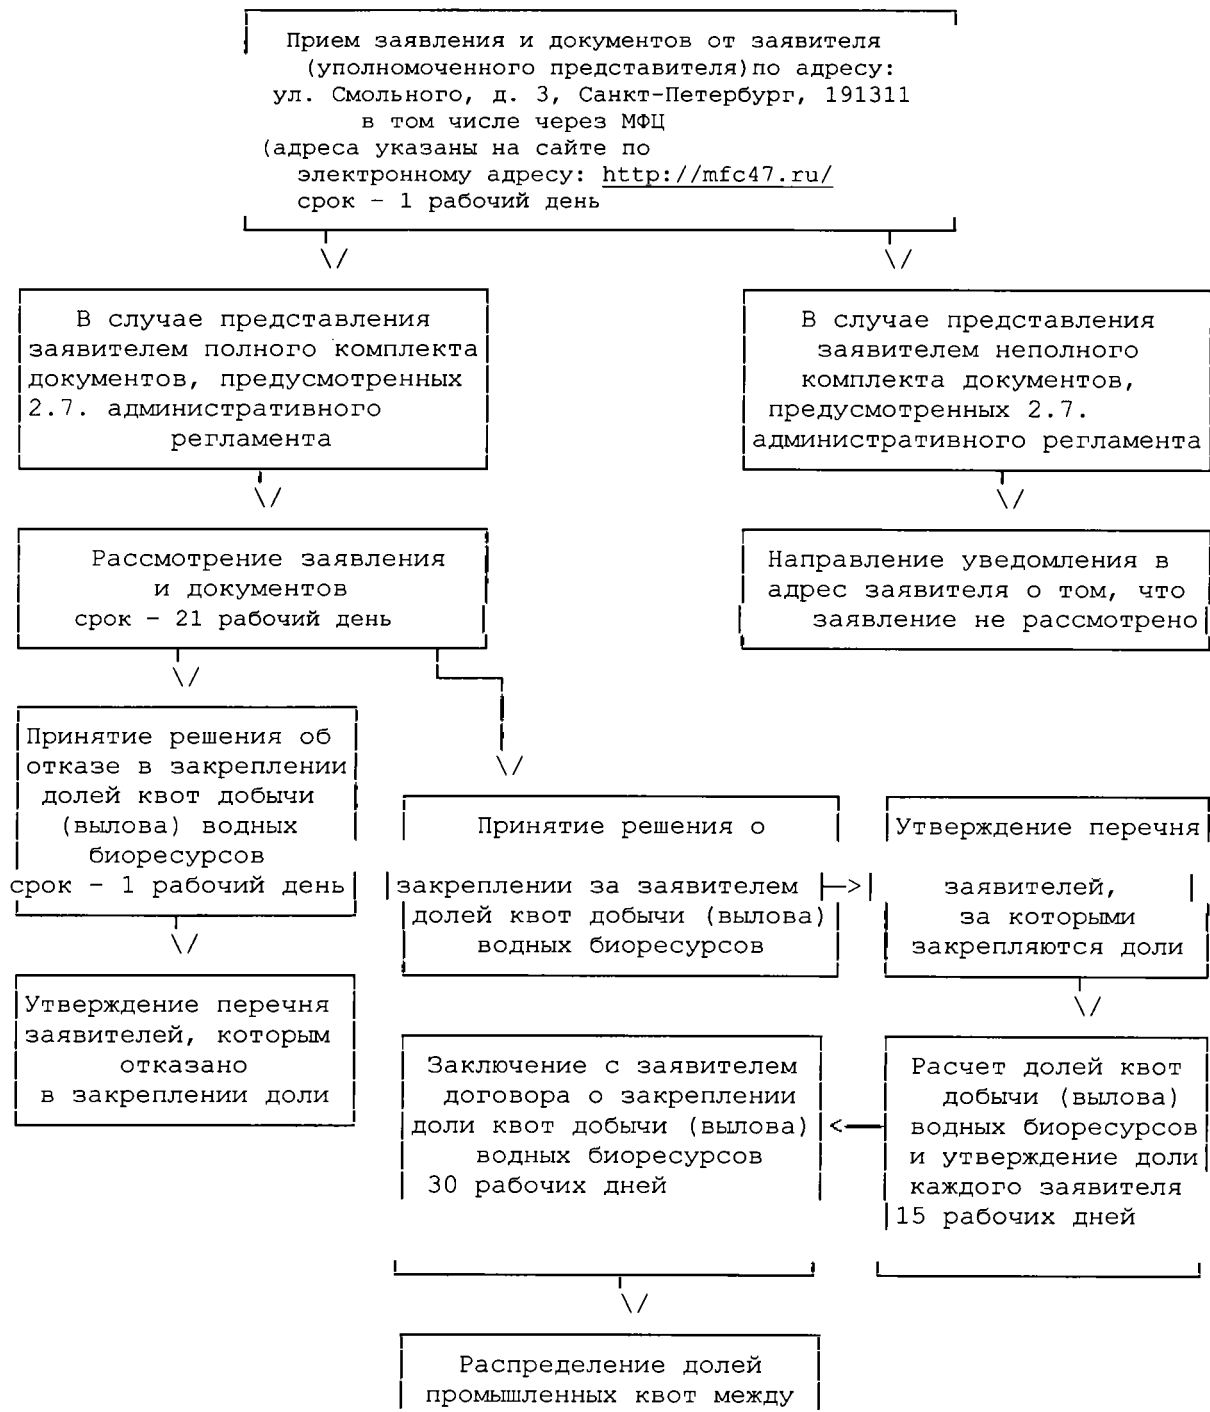 Прием заявления и документов от заявителя
(уполномоченного представителя)по адресу:
ул. Смольного, д. 3, Санкт-Петербург, 191311
в том числе через МФЦ
(адреса указаны на сайте по
электронному адресу: http://mfc47.ru/
срок – 1 рабочий день
В случае представления
заявителем полного комплекта
документов, предусмотренных
2.7. административного
регламента
В случае представления
заявителем неполного
комплекта документов,
предусмотренных 2.7.
административного регламента
Рассмотрение заявления
и документов
срок – 21 рабочий день
Направление уведомления в
адрес заявителя о том, что
заявление не рассмотрено
Принятие решения об
отказе в закреплении
долей квот добычи
(вылова) водных
биоресурсов
срок – 1 рабочий день
Принятие решения о
закреплении за заявителем
долей квот добычи (вылова)
водных биоресурсов
Утверждение перечня
заявителей,
за которыми
закрепляются доли
Утверждение перечня
заявителей, которым
отказано
в закреплении доли
Заключение с заявителем
договора о закреплении
доли квот добычи (вылова)
водных биоресурсов
30 рабочих дней
Расчет долей квот
добычи (вылова)
водных биоресурсов
и утверждение доли
каждого заявителя
15 рабочих дней
Распределение долей
промышленных квот между